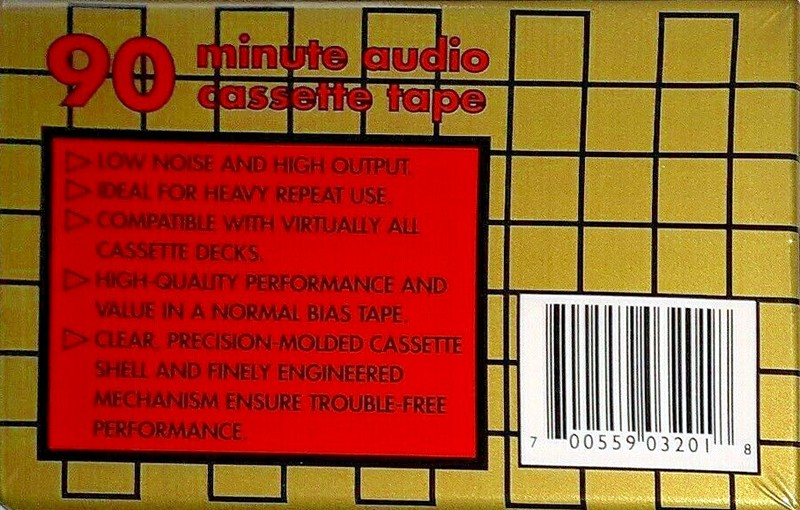 90 minute audio
cassette tape
LOW NOISE AND HIGH OUTPUT.
IDEAL FOR HEAVY REPEAT USE.
COMPATIBLE WITH VIRTUALLY ALL
CASSETTE DECKS.
HIGH-QUALITY PERFORMANCE AND
VALUE IN A NORMAL BIAS TAPE.
CLEAR, PRECISION-MOLDED CASSETTE
SHELL AND FINELY ENGINEERED
MECHANISM ENSURE TROUBLE-FREE
PERFORMANCE.
7 00559 03201 8